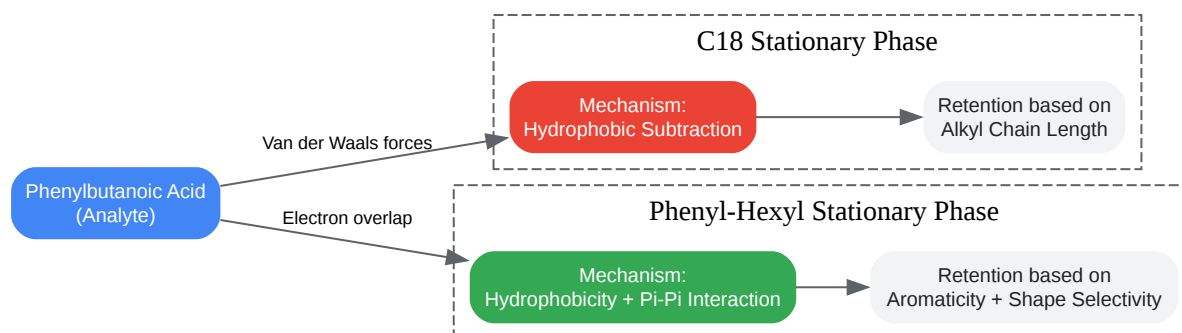 C18 Stationary Phase
Mechanism:
Hydrophobic Subtraction
Retention based on
Alkyl Chain Length
Van der Waals forces
Phenylbutanoic Acid
(Analyte)
Electron overlap
Phenyl-Hexyl Stationary Phase
Mechanism:
Hydrophobicity + Pi-Pi Interaction
Retention based on
Aromaticity + Shape Selectivity